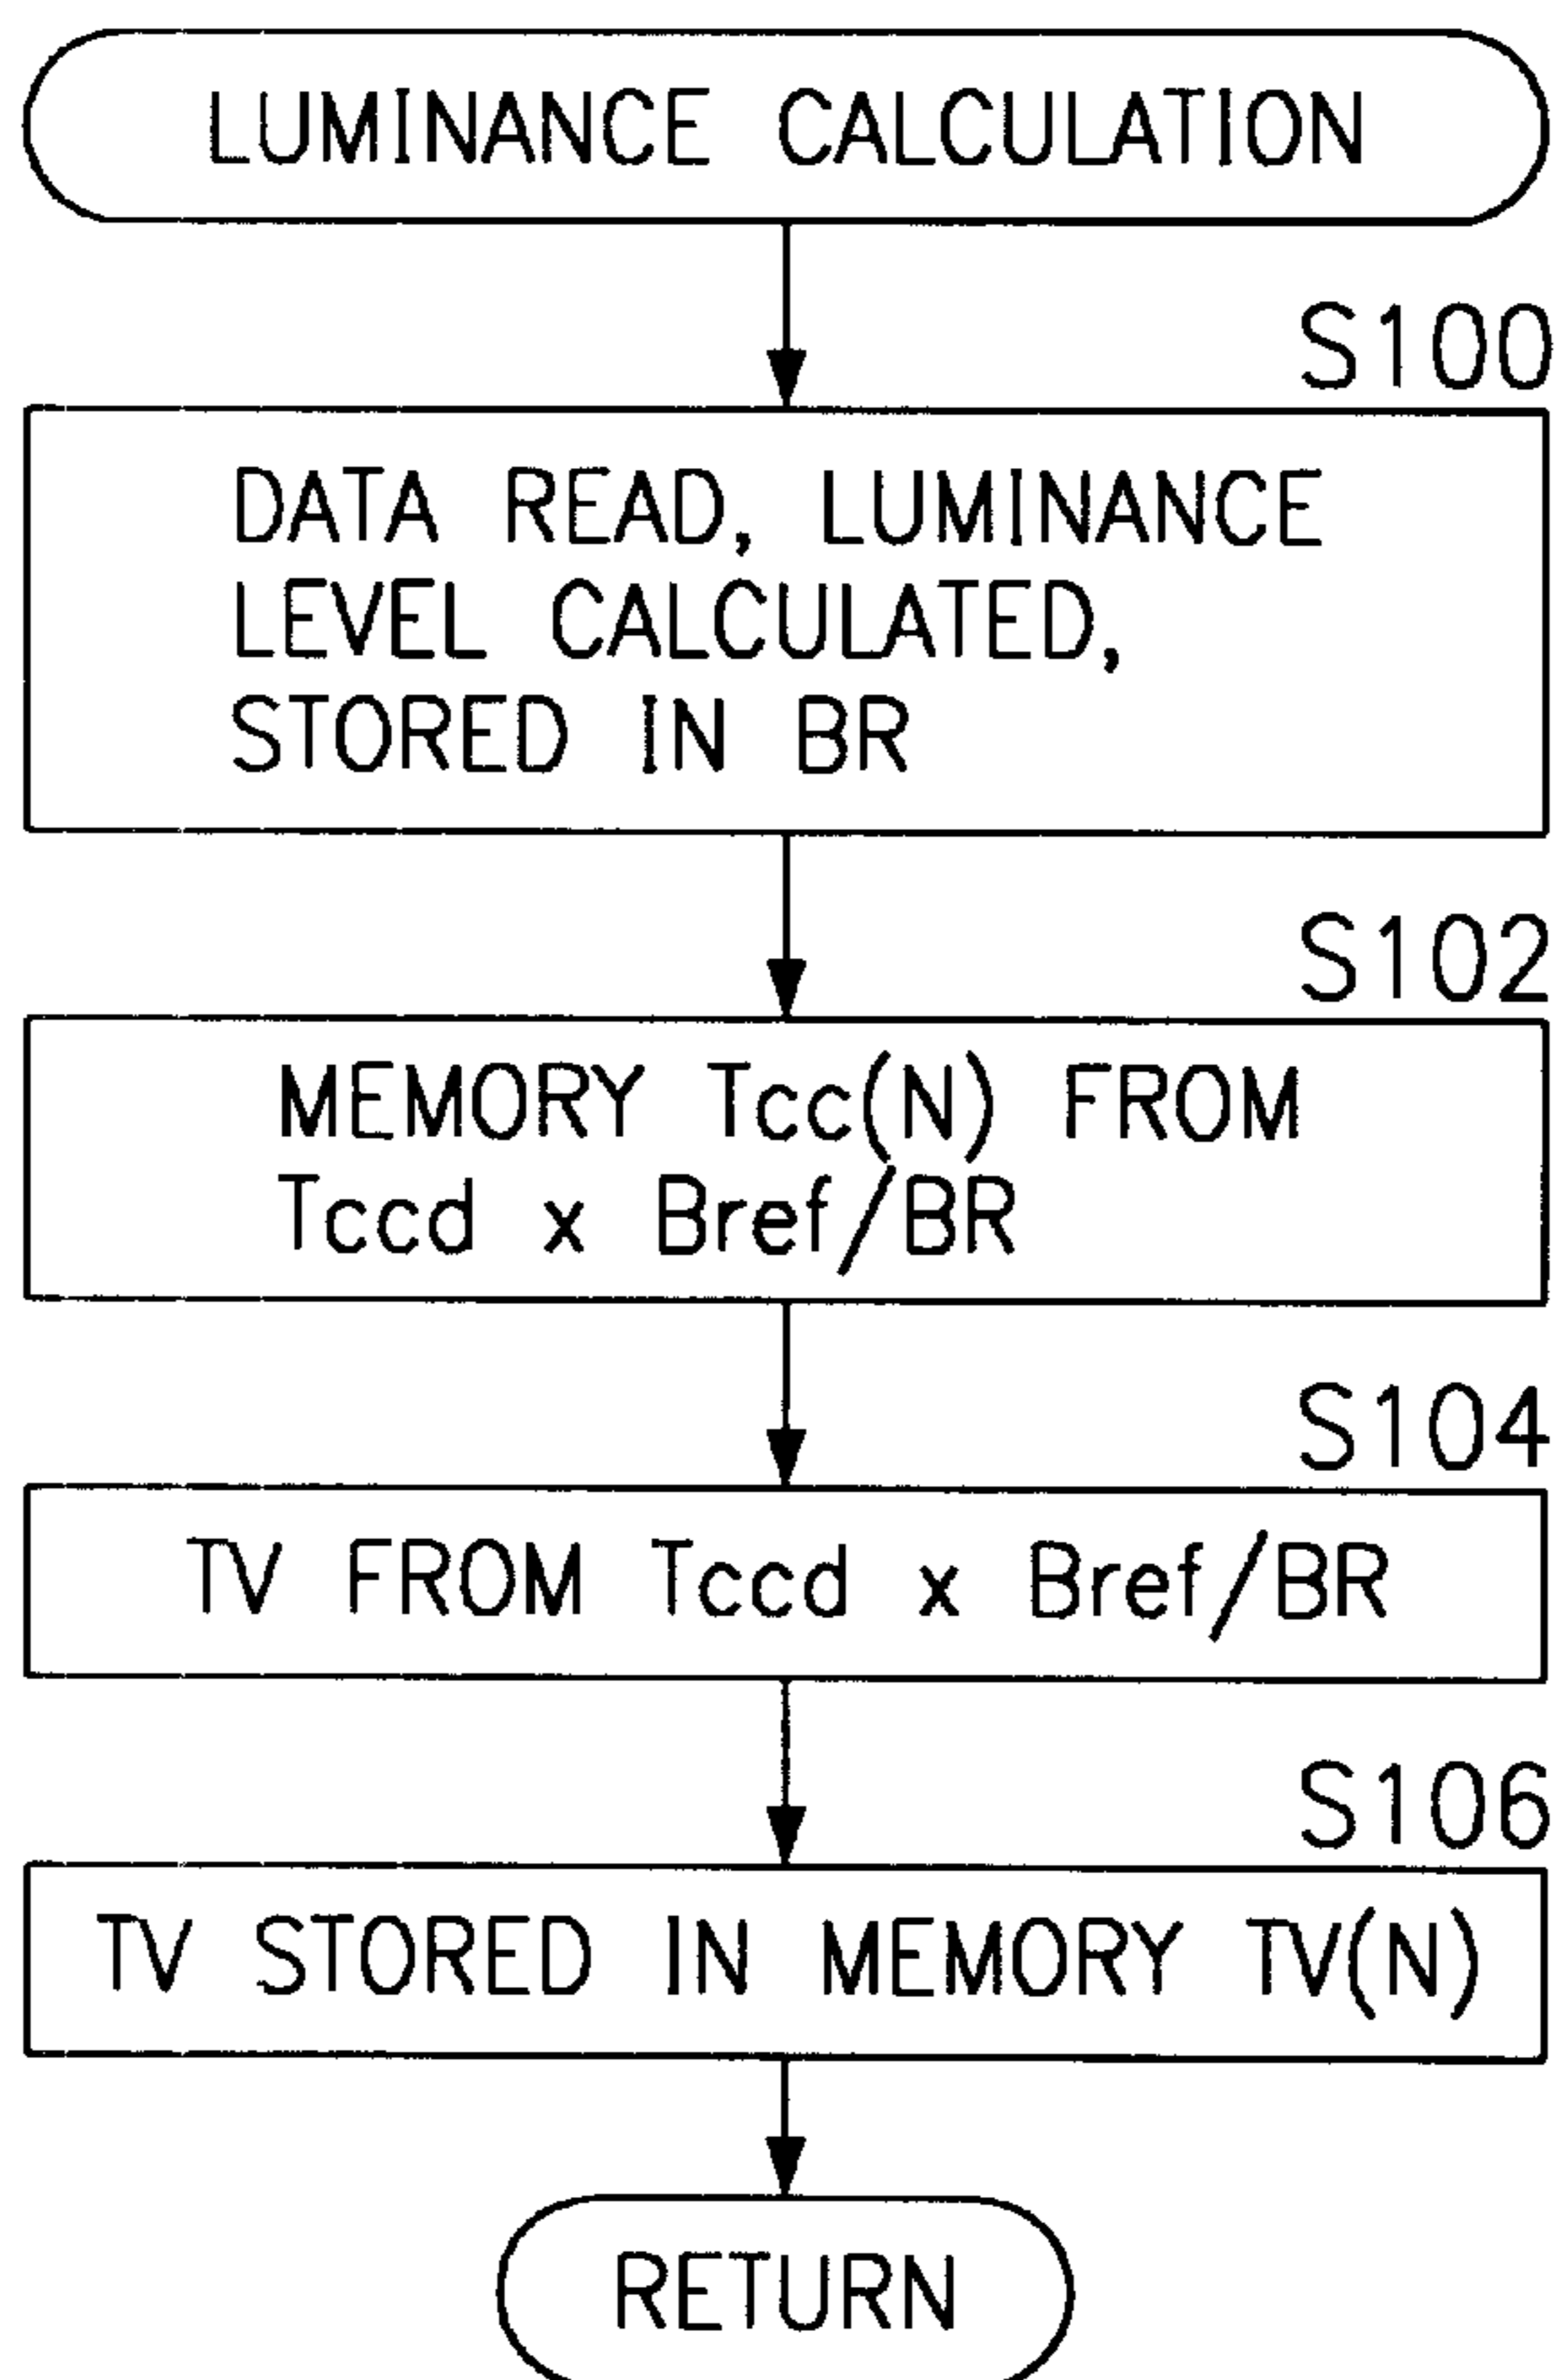 LUMINANCE CALCULATION
S100
DATA READ, LUMINANCE
LEVEL CALCULATED,
STORED IN BR
S102
MEMORY Tcc(N) FROM
Tccd x Bref/BR
S104
TV FROM Tccd x Bref/BR
S106
TV STORED IN MEMORY TV(N)
RETURN